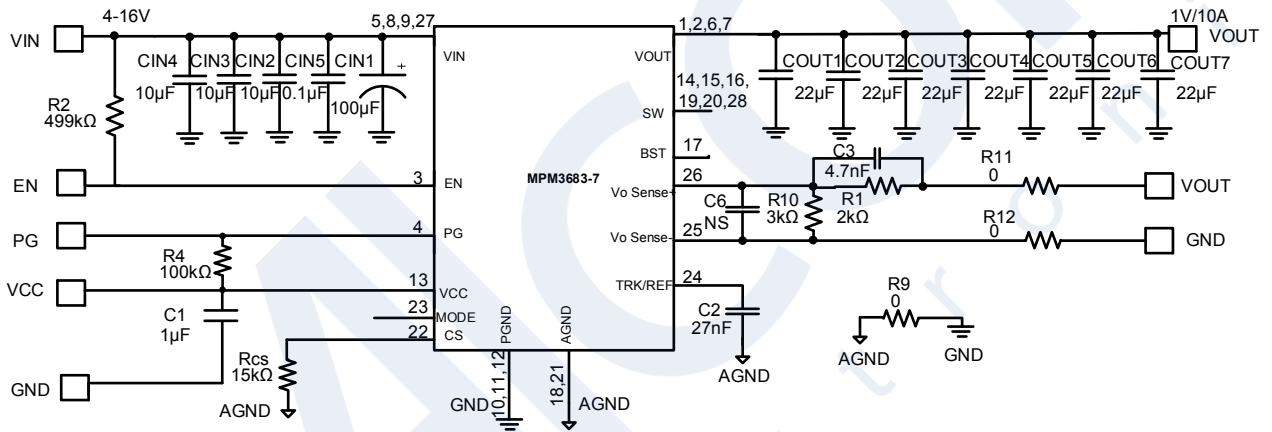 4-16V
5,8,9,27
1,2,6,7
1V/10A
VIN
VOUT
VIN
VOUT
CIN4
CIN3
CIN2
CIN5
CIN1
+
10µF
10µF
10µF
0.1µF
100µF
COUT1
COUT2
COUT3
COUT4
COUT5
COUT6
COUT7
22µF
22µF
22µF
22µF
22µF
22µF
22µF
R2
499kΩ
14,15,16,
19,20,28
SW
BST
17
C3
4.7nF
R11
0
EN
3
EN
MPM3683-7
Vo Sense+
26
VOUT
C6
NS
R10
3kΩ
R1
2kΩ
R12
0
PG
4
PG
Vo Sense-
25
GND
R4
100kΩ
VCC
13
VCC
TRK/REF
24
C1
1µF
23
MODE
22
CS
PGND
AGND
C2
27nF
R9
0
AGND
GND
Rcs
15kΩ
AGND
GND
AGND
GND
10,11,12
18,21
AGND